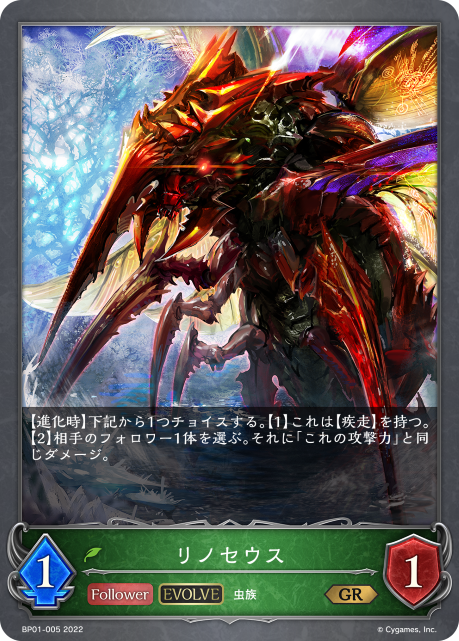 【進化時】下記から1つチョイスする。【1】これは【疾走】を持つ。
【2】相手のフォロワー1体を選ぶ。それに「これの攻撃力」と同
じダメージ。
リノセウス
1
Follower EVOLVE 虫族 GR
1
BP01-005 2022
© Cygames, Inc.